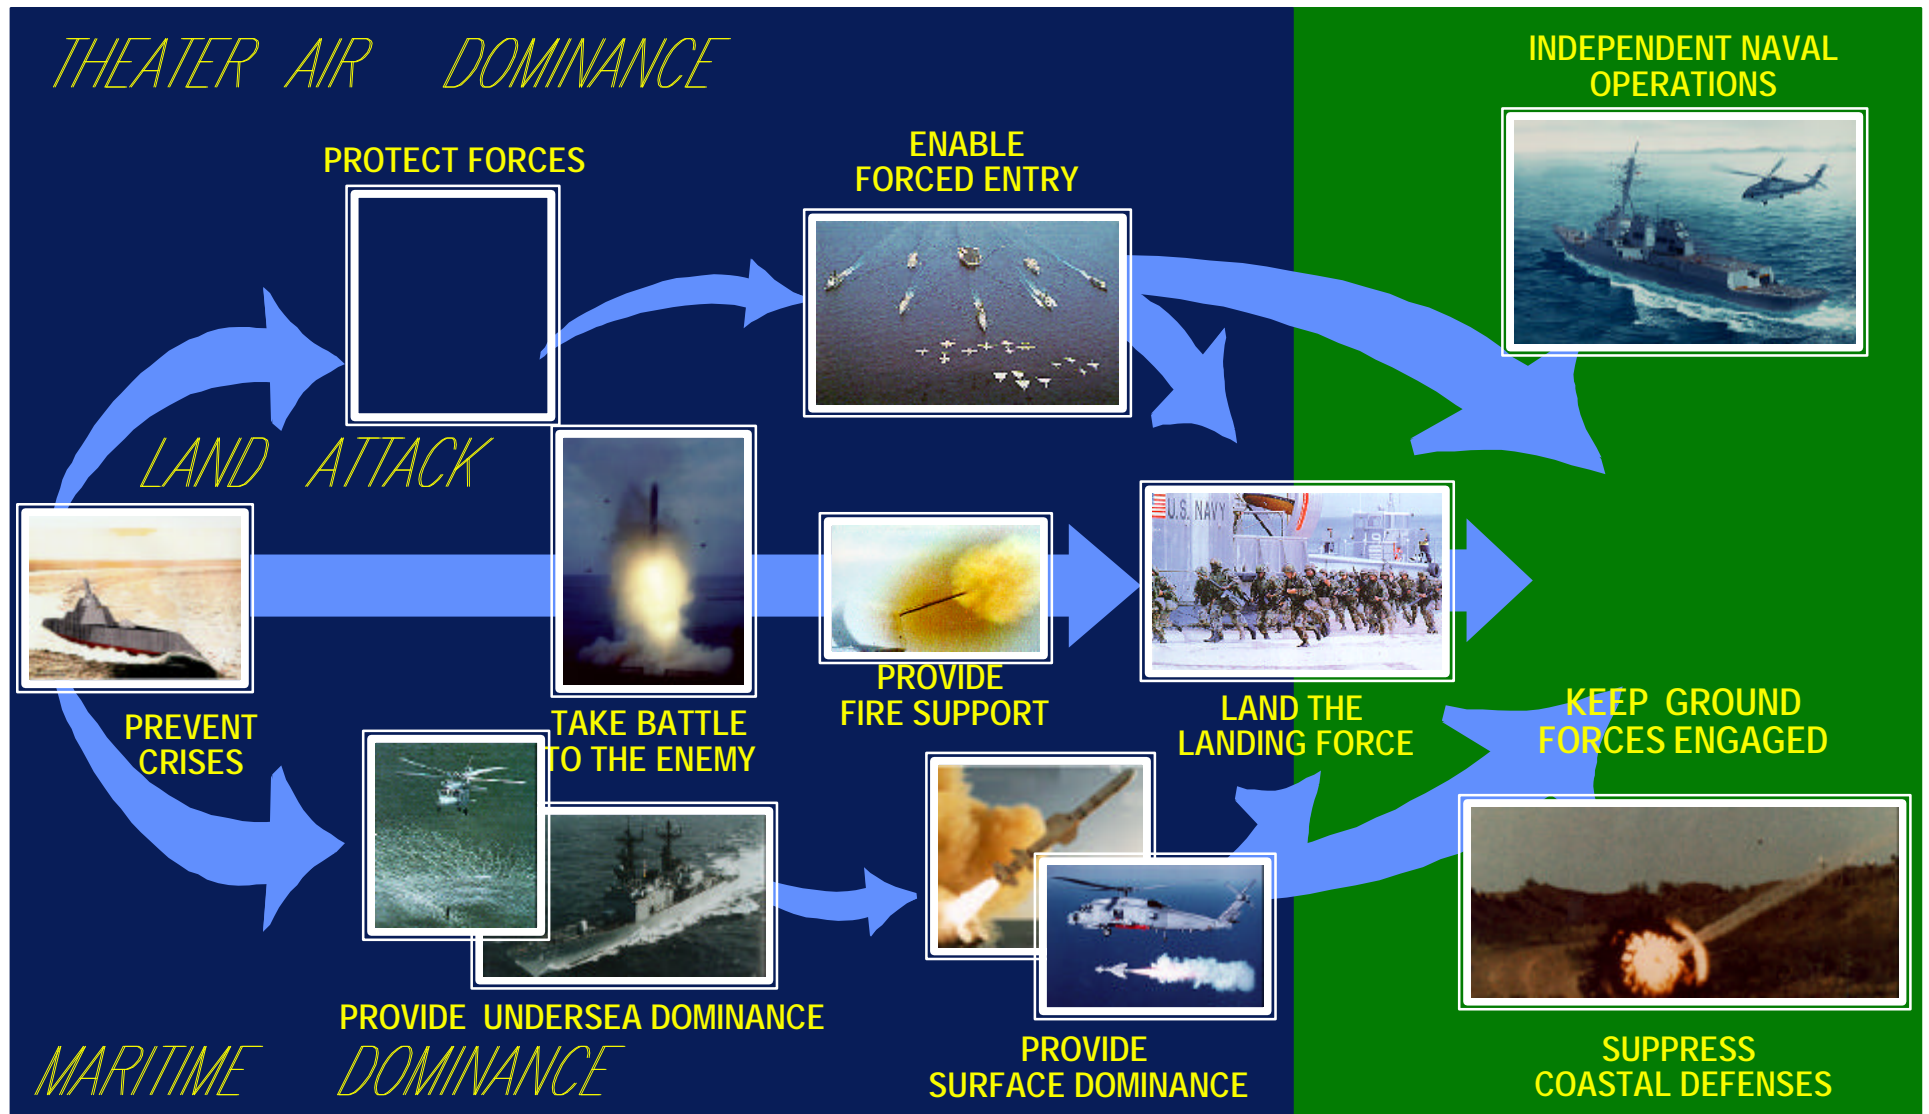 THEATER AIR DOMINANCE
INDEPENDENT NAVAL
OPERATIONS
PROTECT FORCES
ENABLE
FORCED ENTRY
LAND ATTACK
U.S. NAVY
PREVENT
CRISES
TAKE BATTLE
TO THE ENEMY
PROVIDE
FIRE SUPPORT
LAND THE
LANDING FORCE
KEEP GROUND
FORCES ENGAGED
PROVIDE UNDERSEA DOMINANCE
PROVIDE
SURFACE DOMINANCE
SUPPRESS
COASTAL DEFENSES
MARITIME DOMINANCE